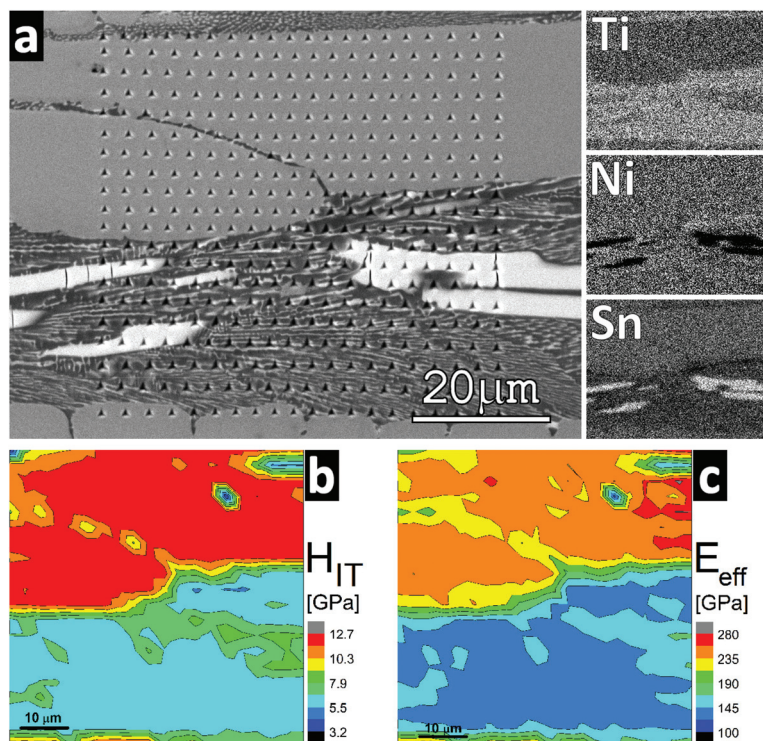 a
20μm
Ti
Ni
Sn
b
H_IT
[GPa]
12.7
10.3
7.9
5.5
3.2
10 μm
c
E_eff
[GPa]
280
235
190
145
100
10 μm